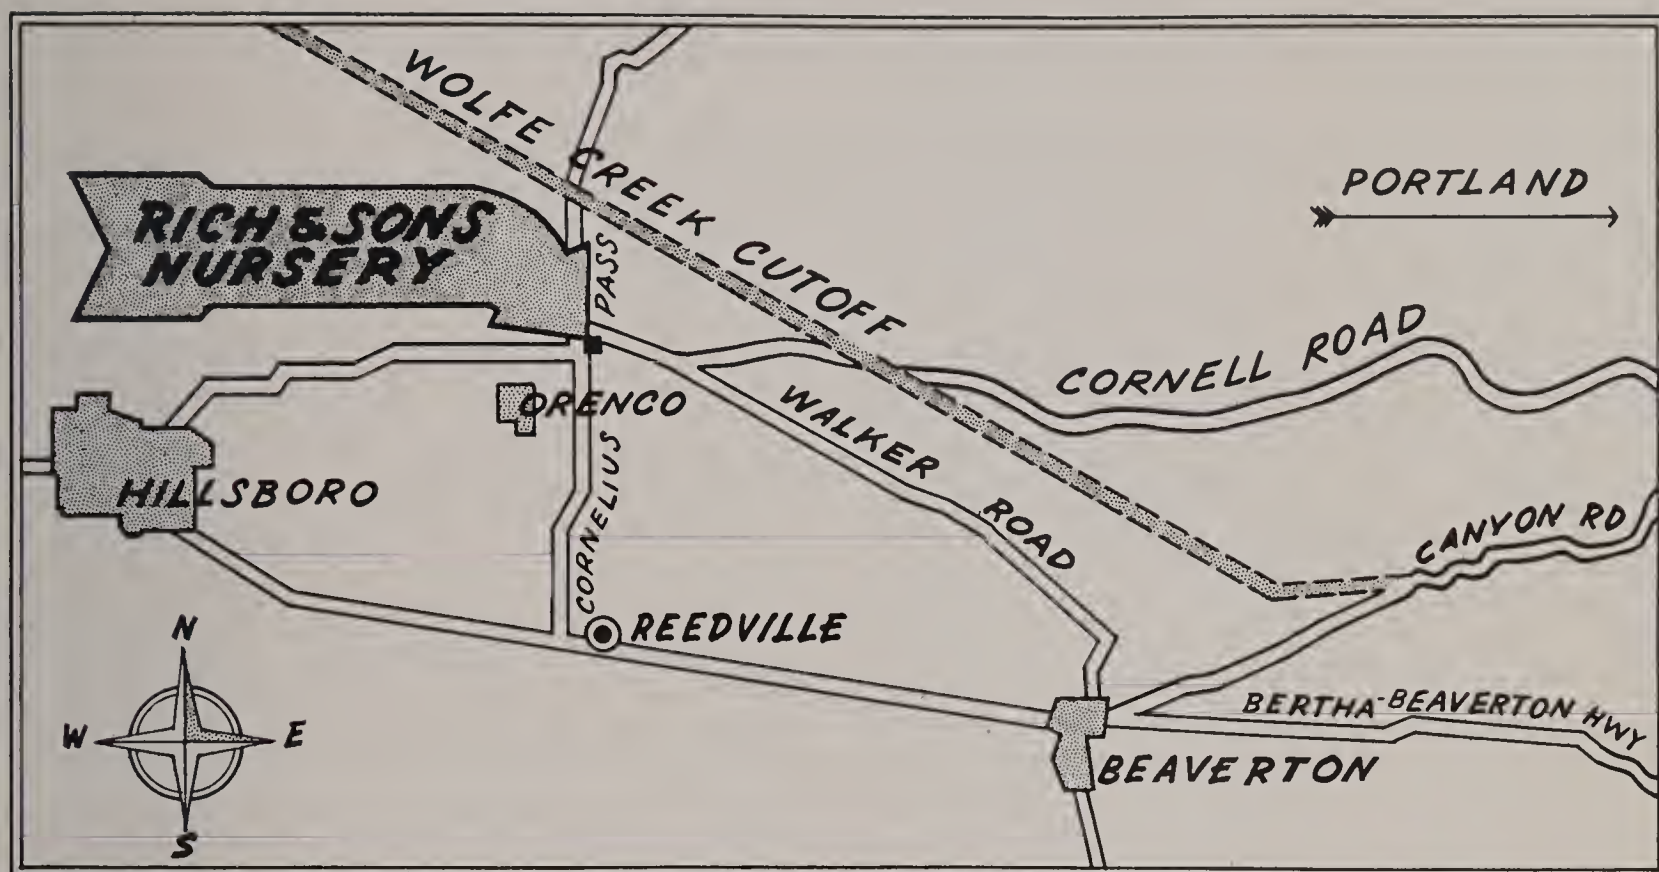 WOLFE CREEK CUTOFF
PORTLAND
RICH & SONS
NURSERY
PASS
CORNELL ROAD
WALKER ROAD
ORENCO
HILLSBORO
CORNELIUS
CANYON RD
REEDVILLE
N
W
E
S
BERTHA-BEAVERTON HWY
BEAVERTON